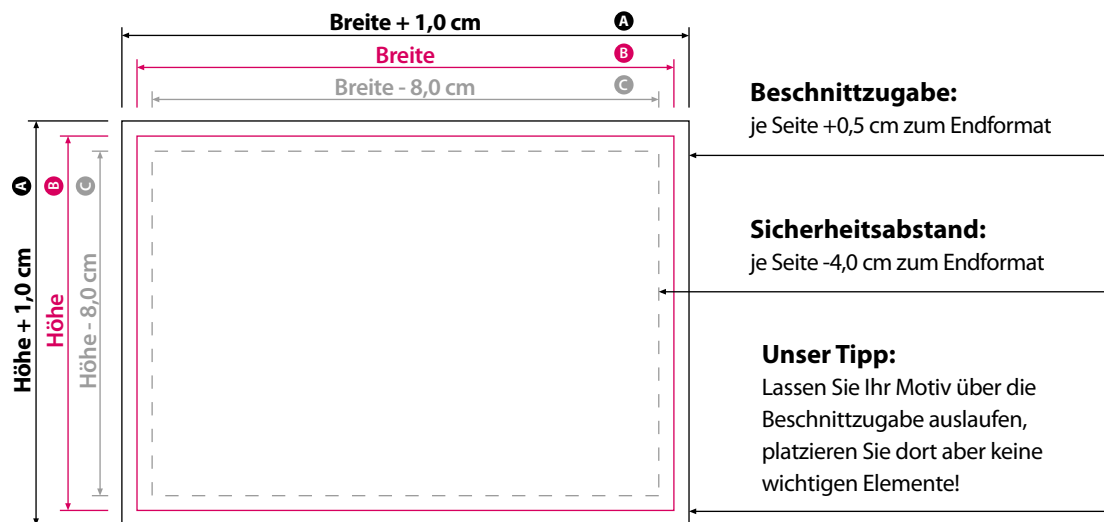 Breite + 1,0 cm A
Breite B
Breite - 8,0 cm C
Höhe + 1,0 cm A
Höhe B
Höhe - 8,0 cm C
Beschnittzugabe:
je Seite +0,5 cm zum Endformat
Sicherheitsabstand:
je Seite -4,0 cm zum Endformat
Unser Tipp:
Lassen Sie Ihr Motiv über die
Beschnittzugabe auslaufen,
platzieren Sie dort aber keine
wichtigen Elemente!